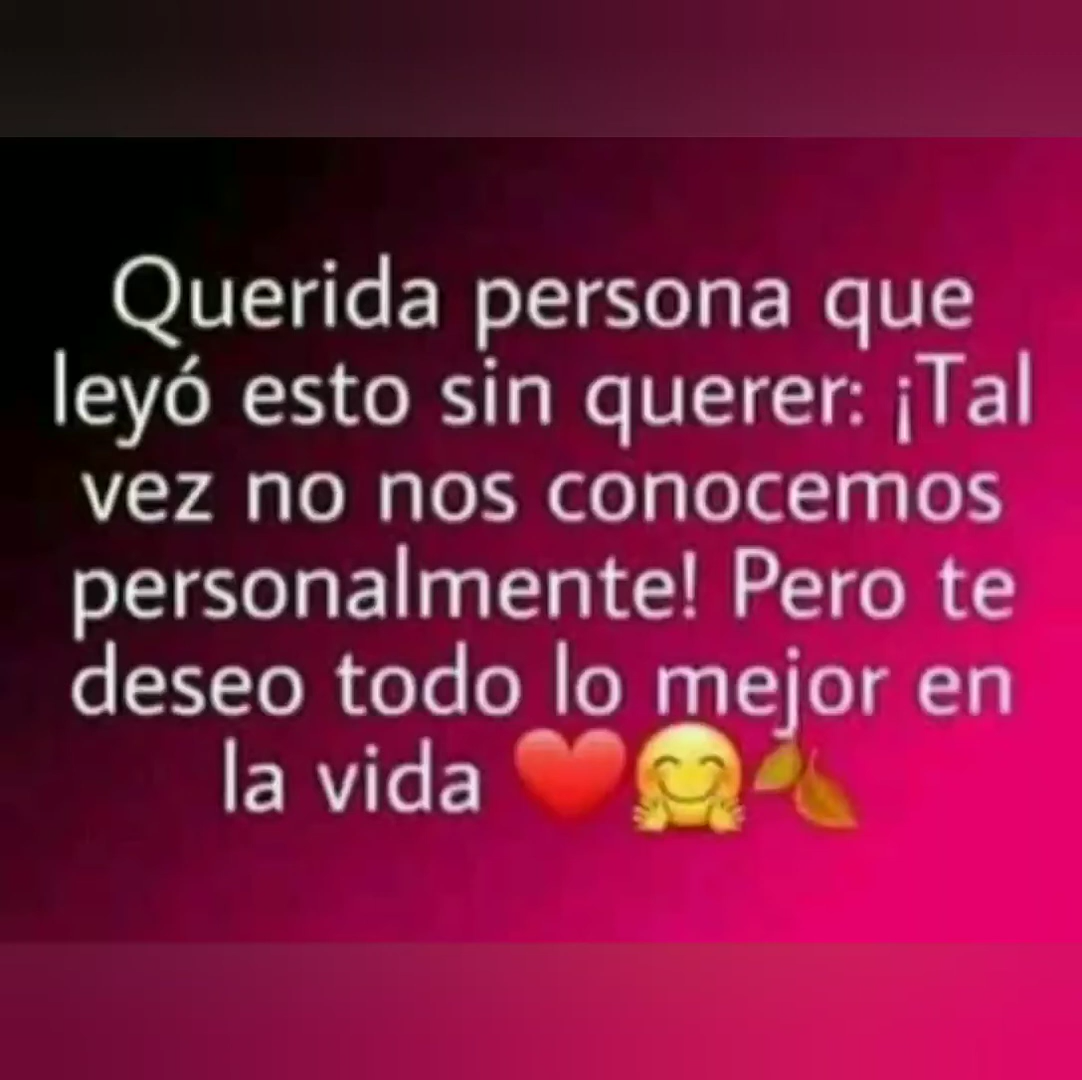 Querida persona que
leyó esto sin querer: ¡Tal
vez no nos conocemos
personalmente! Pero te
deseo todo lo mejor en
la vida ❤️🤗🍂